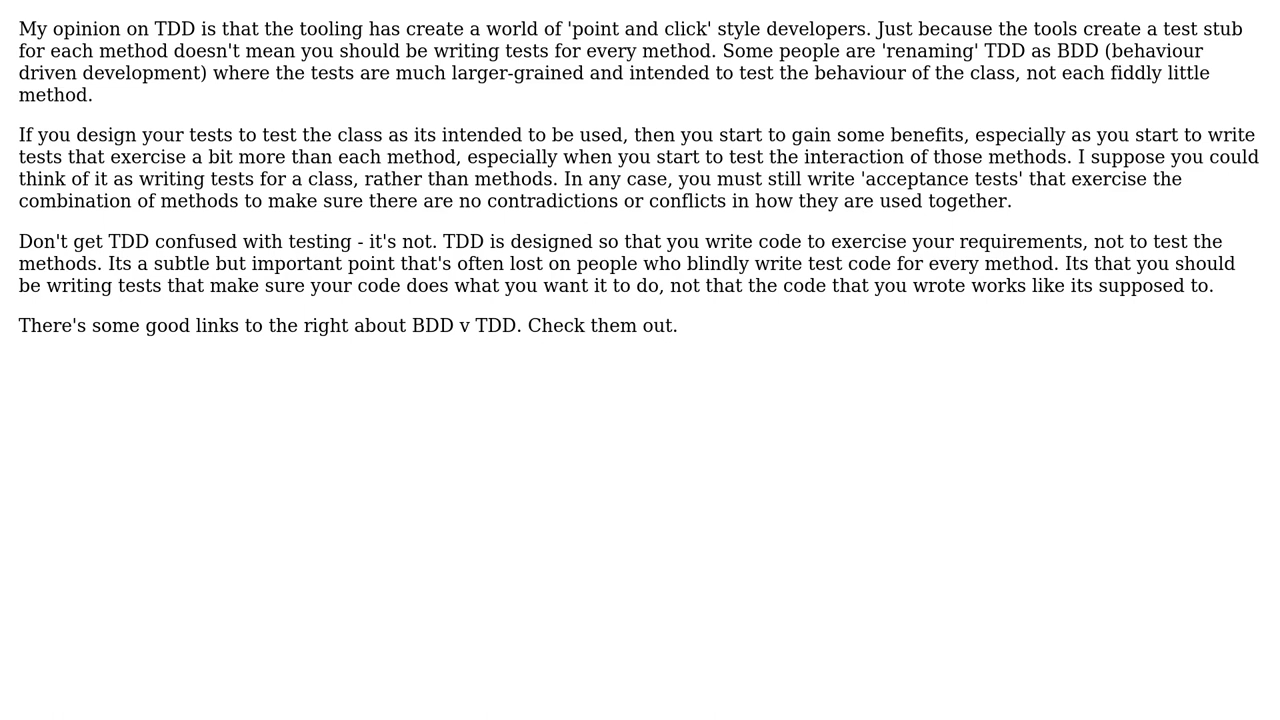 My opinion on TDD is that the tooling has create a world of 'point and click' style developers. Just because the tools create a test stub
for each method doesn't mean you should be writing tests for every method. Some people are 'renaming' TDD as BDD (behaviour
driven development) where the tests are much larger-grained and intended to test the behaviour of the class, not each fiddly little
method.
If you design your tests to test the class as its intended to be used, then you start to gain some benefits, especially as you start to write
tests that exercise a bit more than each method, especially when you start to test the interaction of those methods. I suppose you could
think of it as writing tests for a class, rather than methods. In any case, you must still write 'acceptance tests' that exercise the
combination of methods to make sure there are no contradictions or conflicts in how they are used together.
Don't get TDD confused with testing - it's not. TDD is designed so that you write code to exercise your requirements, not to test the
methods. Its a subtle but important point that's often lost on people who blindly write test code for every method. Its that you should
be writing tests that make sure your code does what you want it to do, not that the code that you wrote works like its supposed to.
There's some good links to the right about BDD v TDD. Check them out.